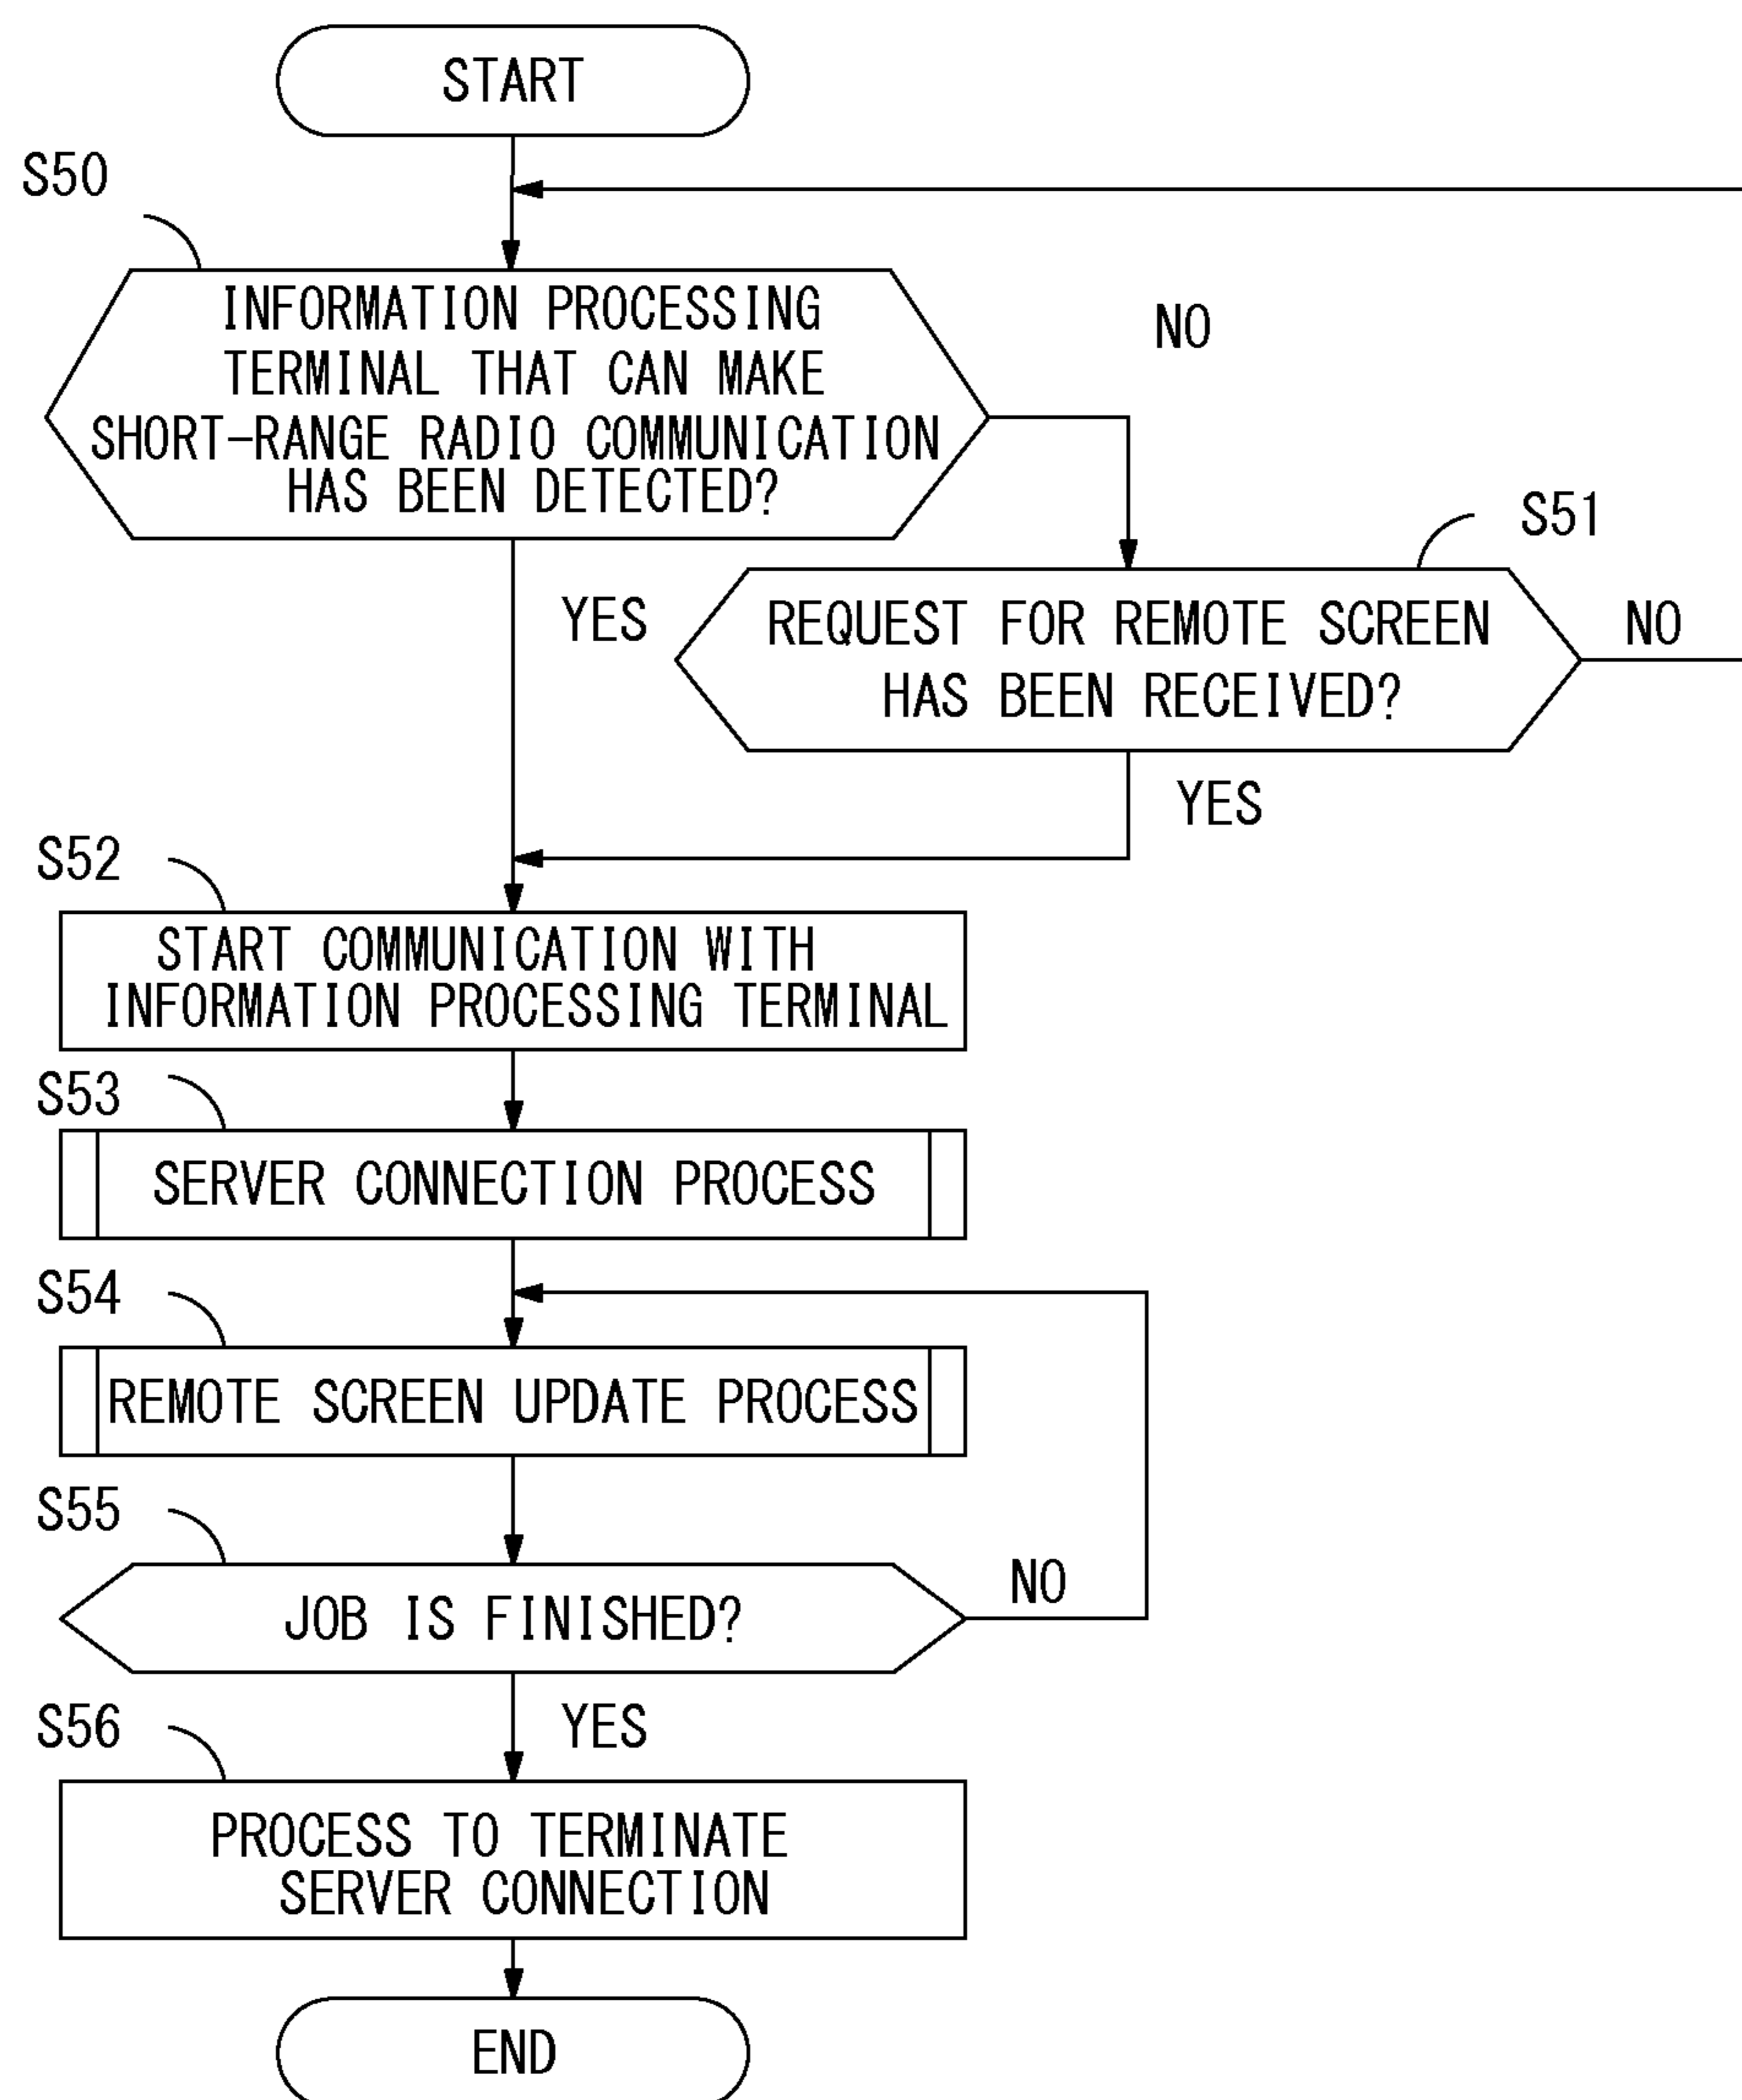 START
S50
INFORMATION PROCESSING
TERMINAL THAT CAN MAKE
SHORT-RANGE RADIO COMMUNICATION
HAS BEEN DETECTED?
NO
S51
YES
REQUEST FOR REMOTE SCREEN
HAS BEEN RECEIVED?
NO
YES
S52
START COMMUNICATION WITH
INFORMATION PROCESSING TERMINAL
S53
SERVER CONNECTION PROCESS
S54
REMOTE SCREEN UPDATE PROCESS
S55
JOB IS FINISHED?
NO
YES
S56
PROCESS TO TERMINATE
SERVER CONNECTION
END